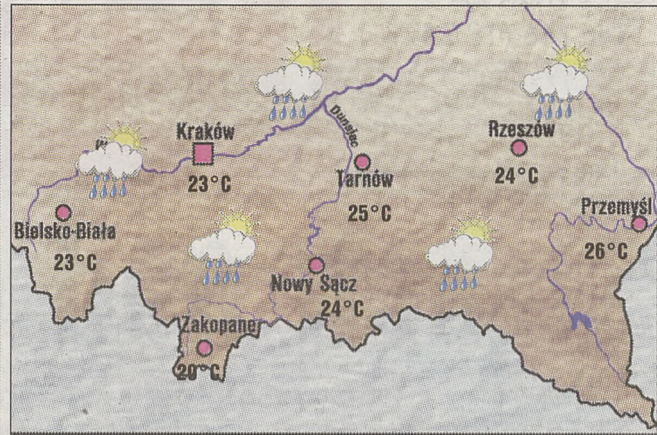 Kraków
23°C
Dunajec
Tarnów
25°C
Rzeszów
24°C
Przemyśl
26°C
Bielsko-Biała
23°C
Nowy Sącz
24°C
Zakopane
20°C